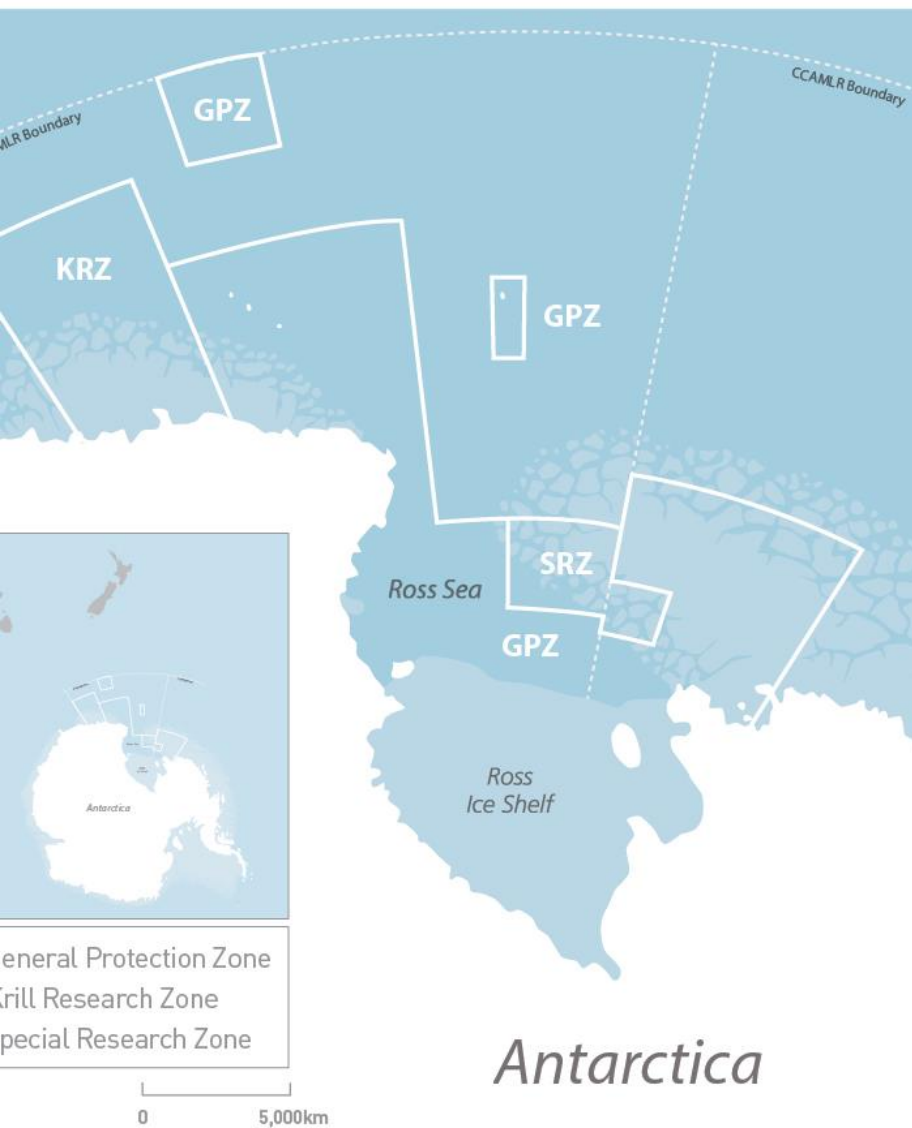 CCAMLR Boundary
MLR Boundary
GPZ
KRZ
GPZ
SRZ
Ross Sea
GPZ
Ross
Ice Shelf
Antarctica
eneral Protection Zone
Krill Research Zone
pecial Research Zone
Antarctica
0 5,000km